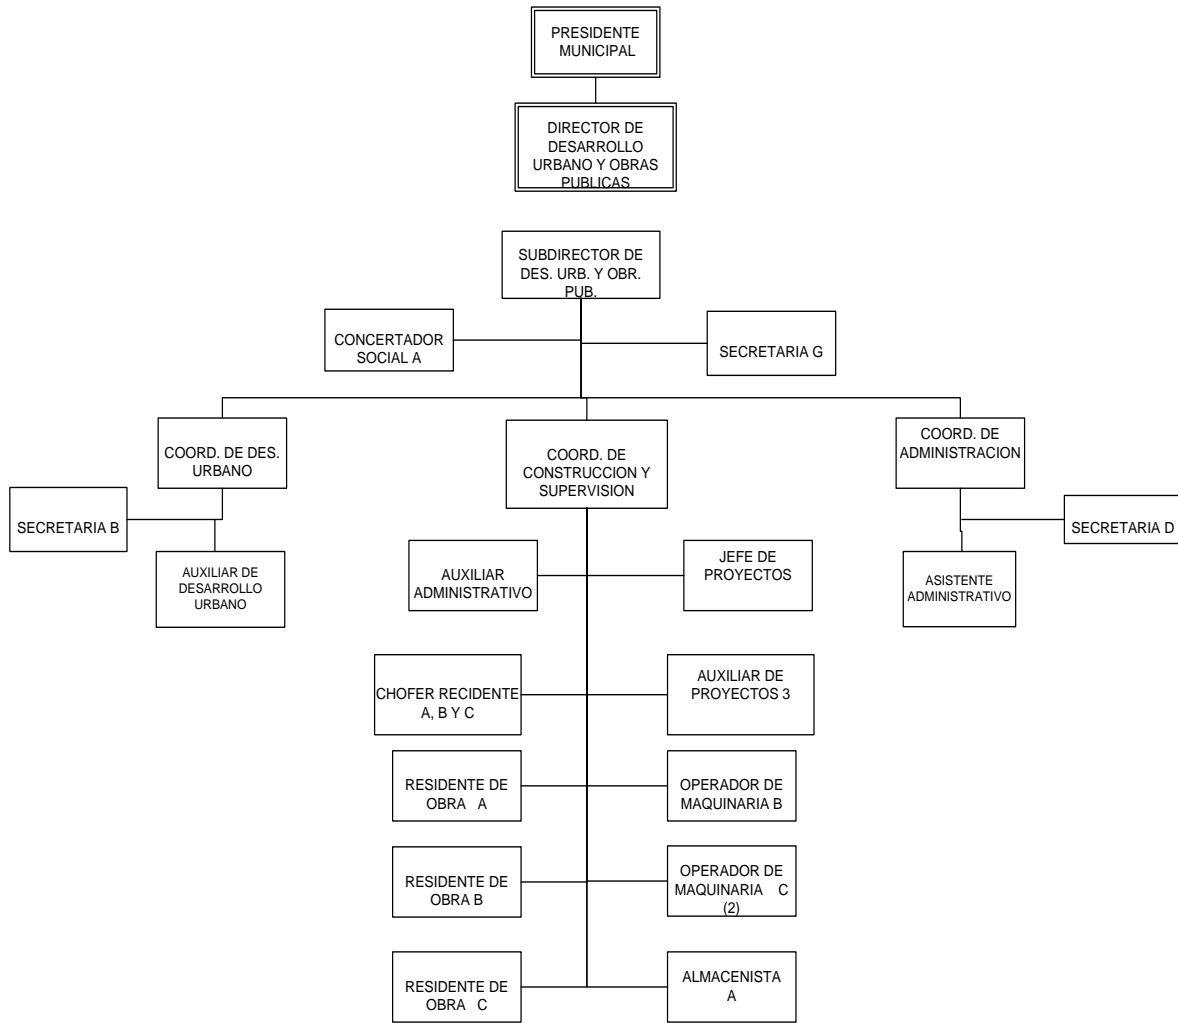 PRESIDENTE
MUNICIPAL
DIRECTOR DE
DESARROLLO
URBANO Y OBRAS
PUBLICAS
SUBDIRECTOR DE
DES. URB. Y OBR.
PUB.
CONCERTADOR
SOCIAL A
SECRETARIA G
COORD. DE DES.
URBANO
COORD. DE
CONSTRUCCION Y
SUPERVISION
COORD. DE
ADMINISTRACION
SECRETARIA B
SECRETARIA D
AUXILIAR DE
DESARROLLO
URBANO
AUXILIAR
ADMINISTRATIVO
JEFE DE
PROYECTOS
ASISTENTE
ADMINISTRATIVO
CHOFER RECIDENTE
A, B Y C
AUXILIAR DE
PROYECTOS 3
RESIDENTE DE
OBRA A
OPERADOR DE
MAQUINARIA B
RESIDENTE DE
OBRA B
OPERADOR DE
MAQUINARIA C
(2)
RESIDENTE DE
OBRA C
ALMACENISTA
A